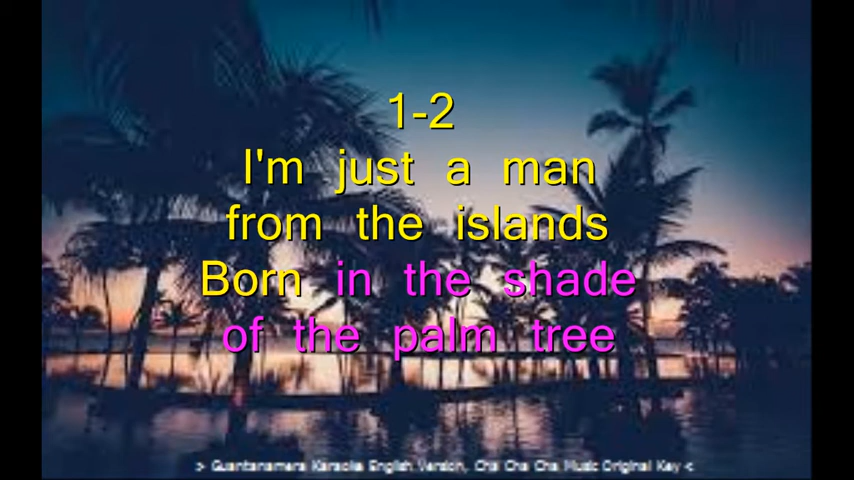 1-2
I'm just a man
from the islands
Born in the shade
of the palm tree
> Guantanamera Karaoke English Version, Cha Cha Cha Music Original Key <